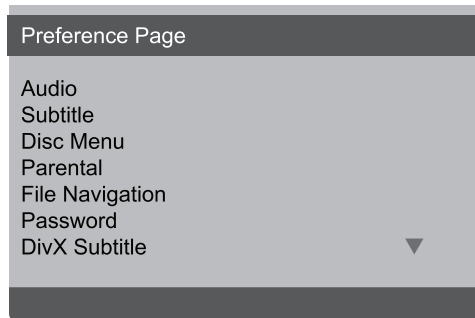 Preference Page
Audio
Subtitle
Disc Menu
Parental
File Navigation
Password
DivX Subtitle